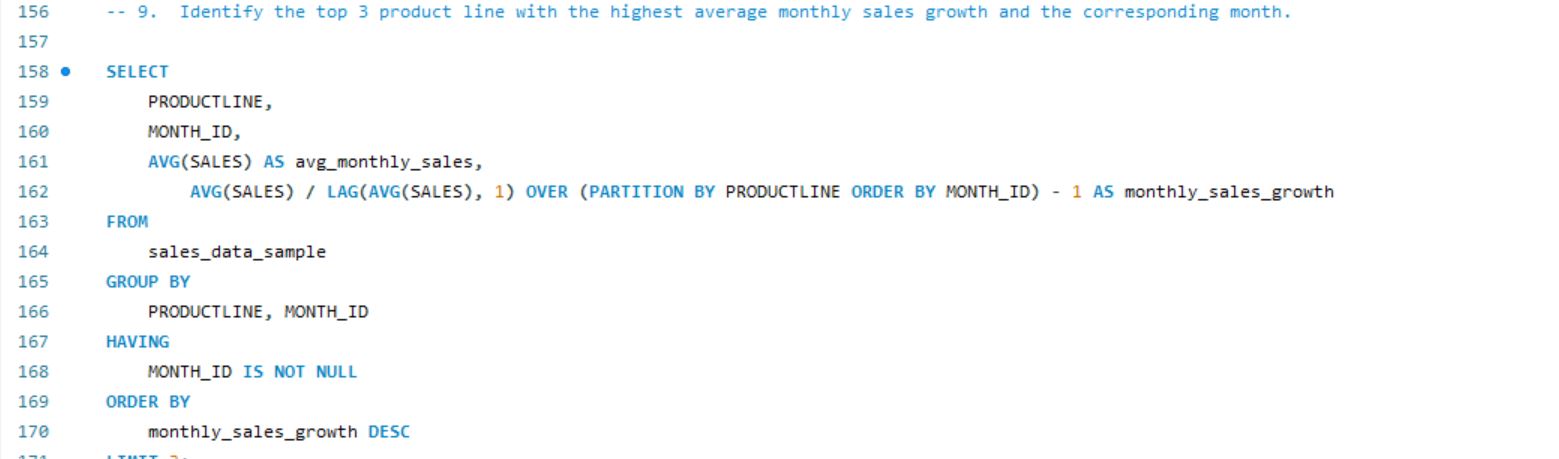 156 -- 9.  Identify the top 3 product line with the highest average monthly sales growth and the corresponding month.
157
158 SELECT
159 PRODUCTLINE,
160 MONTH_ID,
161 AVG(SALES) AS avg_monthly_sales,
162 AVG(SALES) / LAG(AVG(SALES), 1) OVER (PARTITION BY PRODUCTLINE ORDER BY MONTH_ID) - 1 AS monthly_sales_growth
163 FROM
164 sales_data_sample
165 GROUP BY
166 PRODUCTLINE, MONTH_ID
167 HAVING
168 MONTH_ID IS NOT NULL
169 ORDER BY
170 monthly_sales_growth DESC